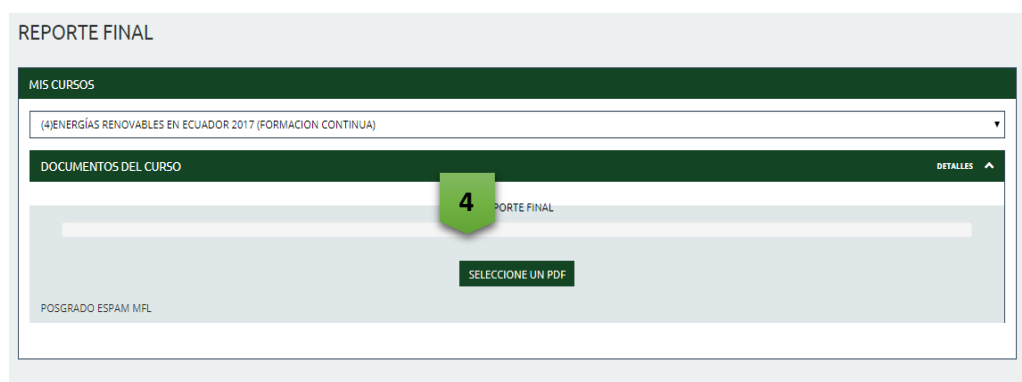 REPORTE FINAL
MIS CURSOS
(4)ENERGÍAS RENOVABLES EN ECUADOR 2017 (FORMACION CONTINUA)
DOCUMENTOS DEL CURSO DETALLES
4
PORTE FINAL
SELECCIONE UN PDF
POSGRADO ESPAM MFL